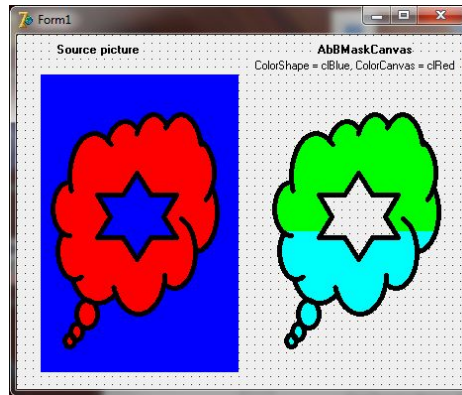 Form1
Source picture
AbBMaskCanvas
ColorShape = clBlue, ColorCanvas = clRed